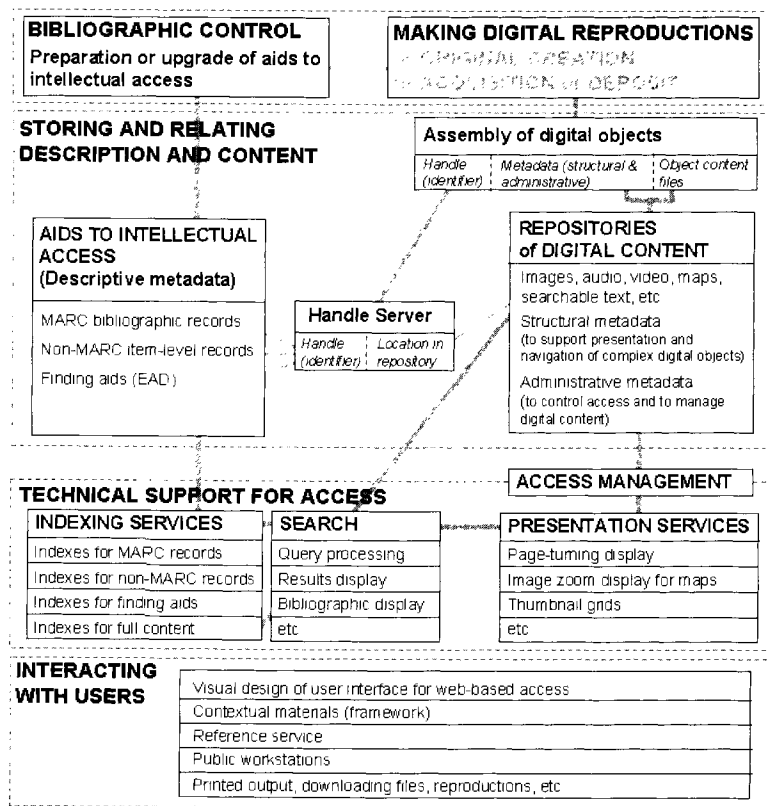 BIBLIOGRAPHIC CONTROL
Preparation or upgrade of aids to
intellectual access
MAKING DIGITAL REPRODUCTIONS
or ORIGINAL CREATION
or ACQUISITION or DEPOSIT
STORING AND RELATING
DESCRIPTION AND CONTENT
Assembly of digital objects
Handle
(identifier)
Metadata (structural &
administrative)
Object content
files
AIDS TO INTELLECTUAL
ACCESS
(Descriptive metadata)
MARC bibliographic records
Non-MARC item-level records
Finding aids (EAD)
Handle Server
Handle
(identifier)
Location in
repository
REPOSITORIES
of DIGITAL CONTENT
Images, audio, video, maps,
searchable text, etc
Structural metadata
(to support presentation and
navigation of complex digital objects)
Administrative metadata
(to control access and to manage
digital content)
ACCESS MANAGEMENT
TECHNICAL SUPPORT FOR ACCESS
INDEXING SERVICES
Indexes for MARC records
Indexes for non-MARC records
Indexes for finding aids
Indexes for full content
SEARCH
Query processing
Results display
Bibliographic display
etc
PRESENTATION SERVICES
Page-turning display
Image zoom display for maps
Thumbnail grids
etc
INTERACTING
WITH USERS
Visual design of user interface for web-based access
Contextual materials (framework)
Reference service
Public workstations
Printed output, downloading files, reproductions, etc